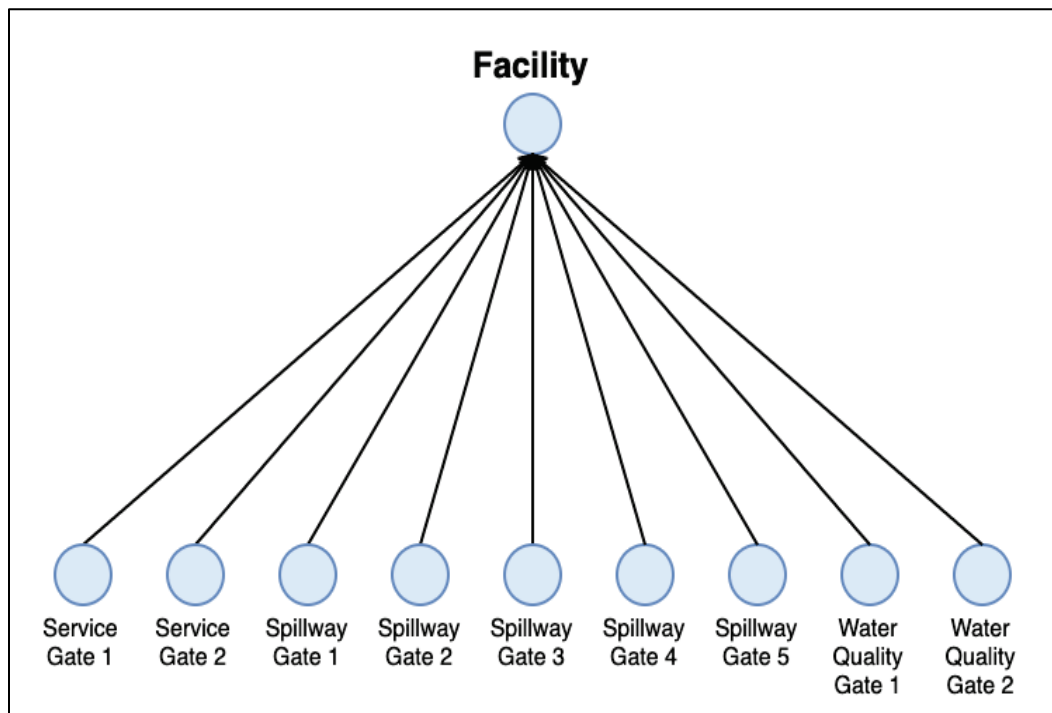 Facility
Service
Gate 1
Service
Gate 2
Spillway
Gate 1
Spillway
Gate 2
Spillway
Gate 3
Spillway
Gate 4
Spillway
Gate 5
Water
Quality
Gate 1
Water
Quality
Gate 2